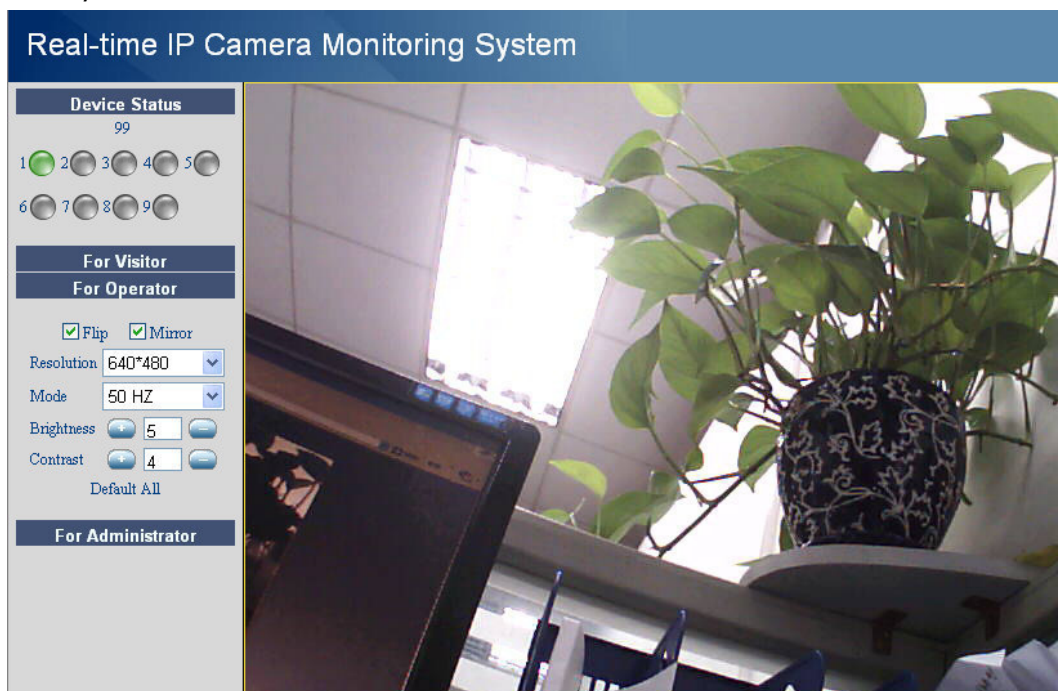 Real-time IP Camera Monitoring System
Device Status
99
1 2 3 4 5
6 7 8 9
For Visitor
For Operator
Flip Mirror
Resolution 640*480
Mode 50 HZ
Brightness + 5 -
Contrast + 4 -
Default All
For Administrator